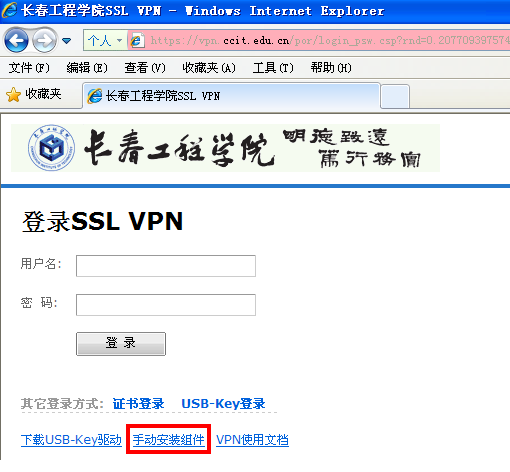 长春工程学院SSL VPN - Windows Internet Explorer
个人 https://vpn.ccit.edu.cn/por/login_psw.csp?rnd=0.207709397574
文件(F) 编辑(E) 查看(V) 收藏夹(A) 工具(T) 帮助(H)
收藏夹 长春工程学院SSL VPN
长春工程学院 明德致遠
篤行務實
登录SSL VPN
用户名:
密 码:
登 录
其它登录方式: 证书登录 USB-Key登录
下载USB-Key驱动 手动安装组件 VPN使用文档